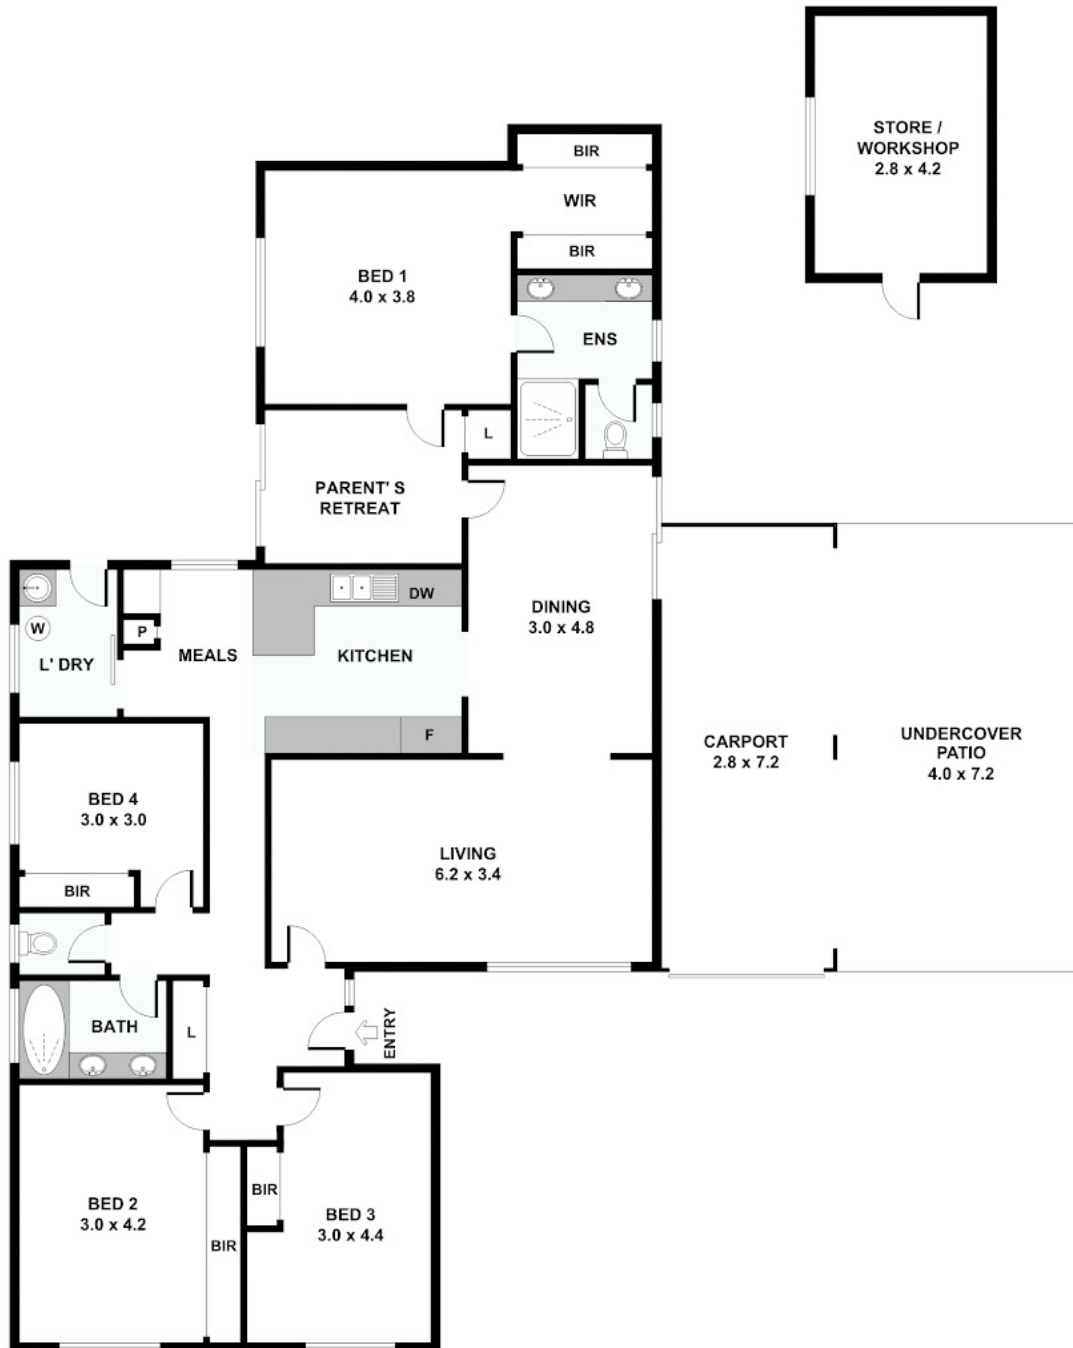 STORE /
WORKSHOP
2.8 x 4.2
BIR
WIR
BIR
BED 1
4.0 x 3.8
ENS
L
PARENT' S
RETREAT
DW
W
P
L' DRY
MEALS
KITCHEN
DINING
3.0 x 4.8
F
CARPORT
2.8 x 7.2
UNDERCOVER
PATIO
4.0 x 7.2
BED 4
3.0 x 3.0
BIR
LIVING
6.2 x 3.4
BATH
L
ENTRY
BED 2
3.0 x 4.2
BIR
BIR
BED 3
3.0 x 4.4